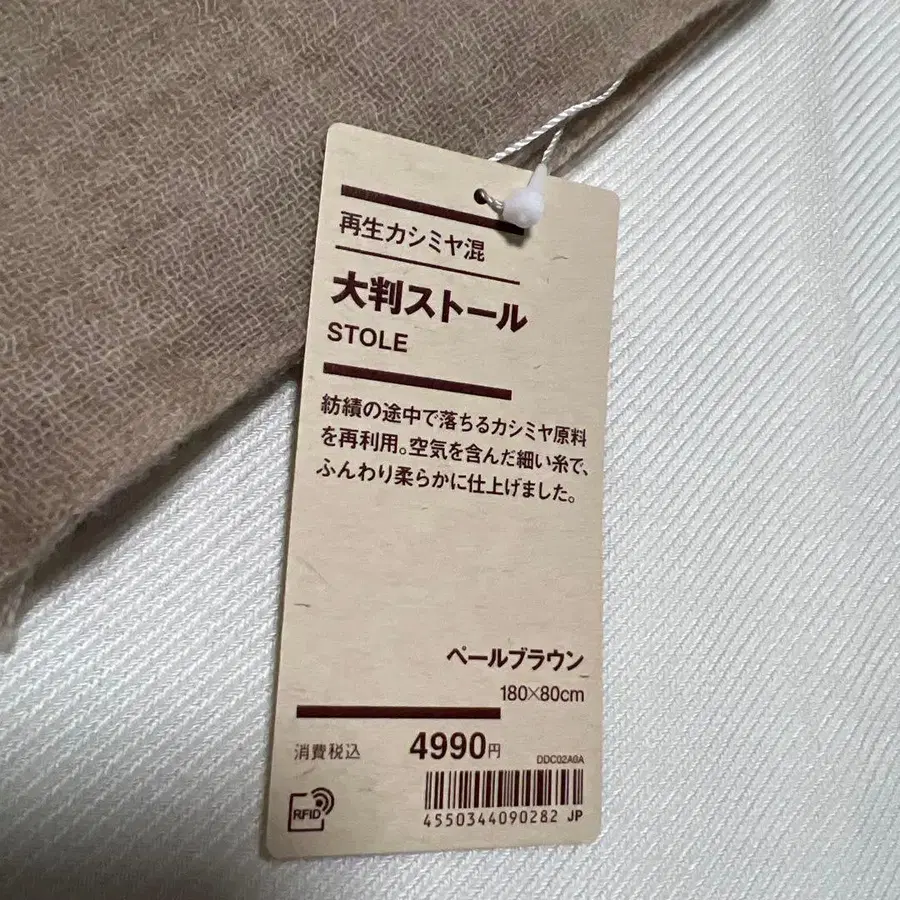 再生カシミヤ混
大判ストール
STOLE
紡績の途中で落ちるカシミヤ原料
を再利用。空気を含んだ細い糸で、
ふんわり柔らかに仕上げました。
ペールブラウン
180×80cm
消費税込 4990円
DDC02A0A
RFID
4550344090282 JP